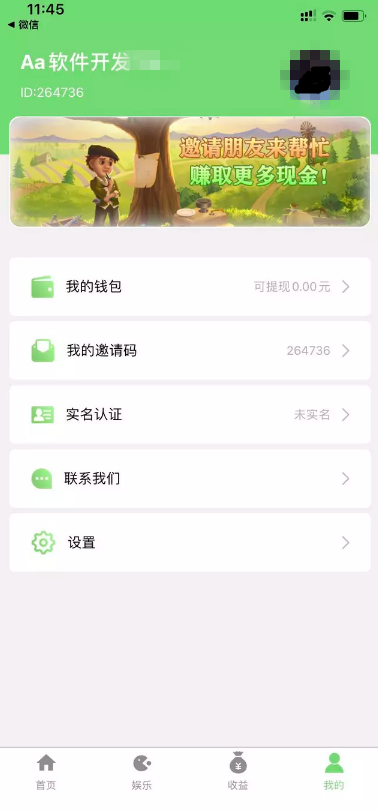 11:45
微信
Aa软件开发
ID:264736
邀请朋友来帮忙
赚取更多现金!
我的钱包
可提现0.00元
我的邀请码
264736
实名认证
未实名
联系我们
设置
首页
娱乐
收益
我的